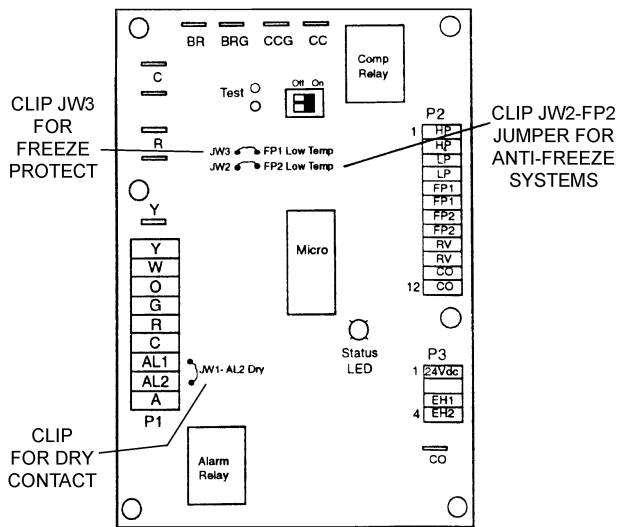 BR BRG CCG CC
Comp
Relay
C
Test
Off On
CLIP JW3
FOR
FREEZE
PROTECT
R
JW3 FP1 Low Temp
JW2 FP2 Low Temp
P2
1 HP
HP
LP
LP
FP1
FP1
FP2
FP2
RV
RV
CO
12 CO
CLIP JW2-FP2
JUMPER FOR
ANTI-FREEZE
SYSTEMS
Y
Y
W
O
G
R
C
AL1
AL2
A
P1
JW1- AL2 Dry
Micro
Status
LED
P3
1 24Vdc
EH1
4 EH2
CO
CLIP
FOR DRY
CONTACT
Alarm
Relay